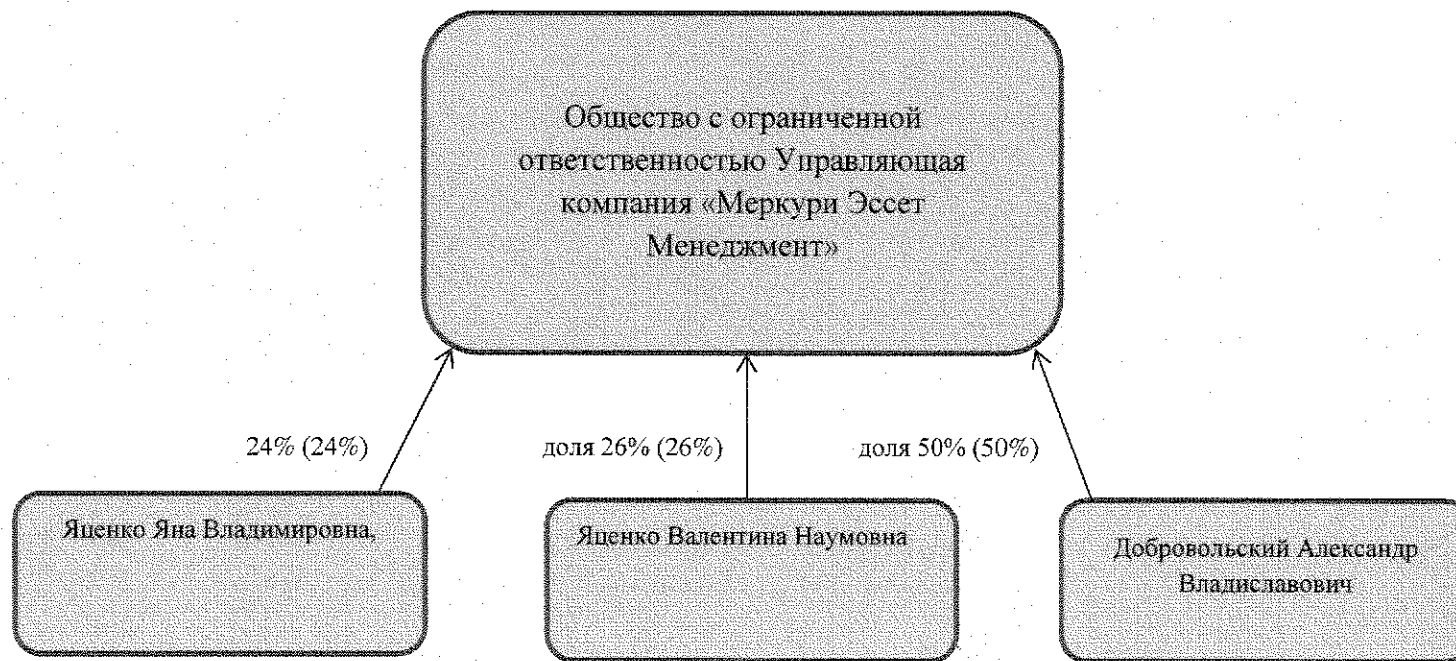 Общество с ограниченной
ответственностью Управляющая
компания «Меркури Эссет
Менеджмент»
24% (24%)
доля 26% (26%)
доля 50% (50%)
Яценко Яна Владимировна,
Яценко Валентина Наумовна
Добровольский Александр
Владиславович